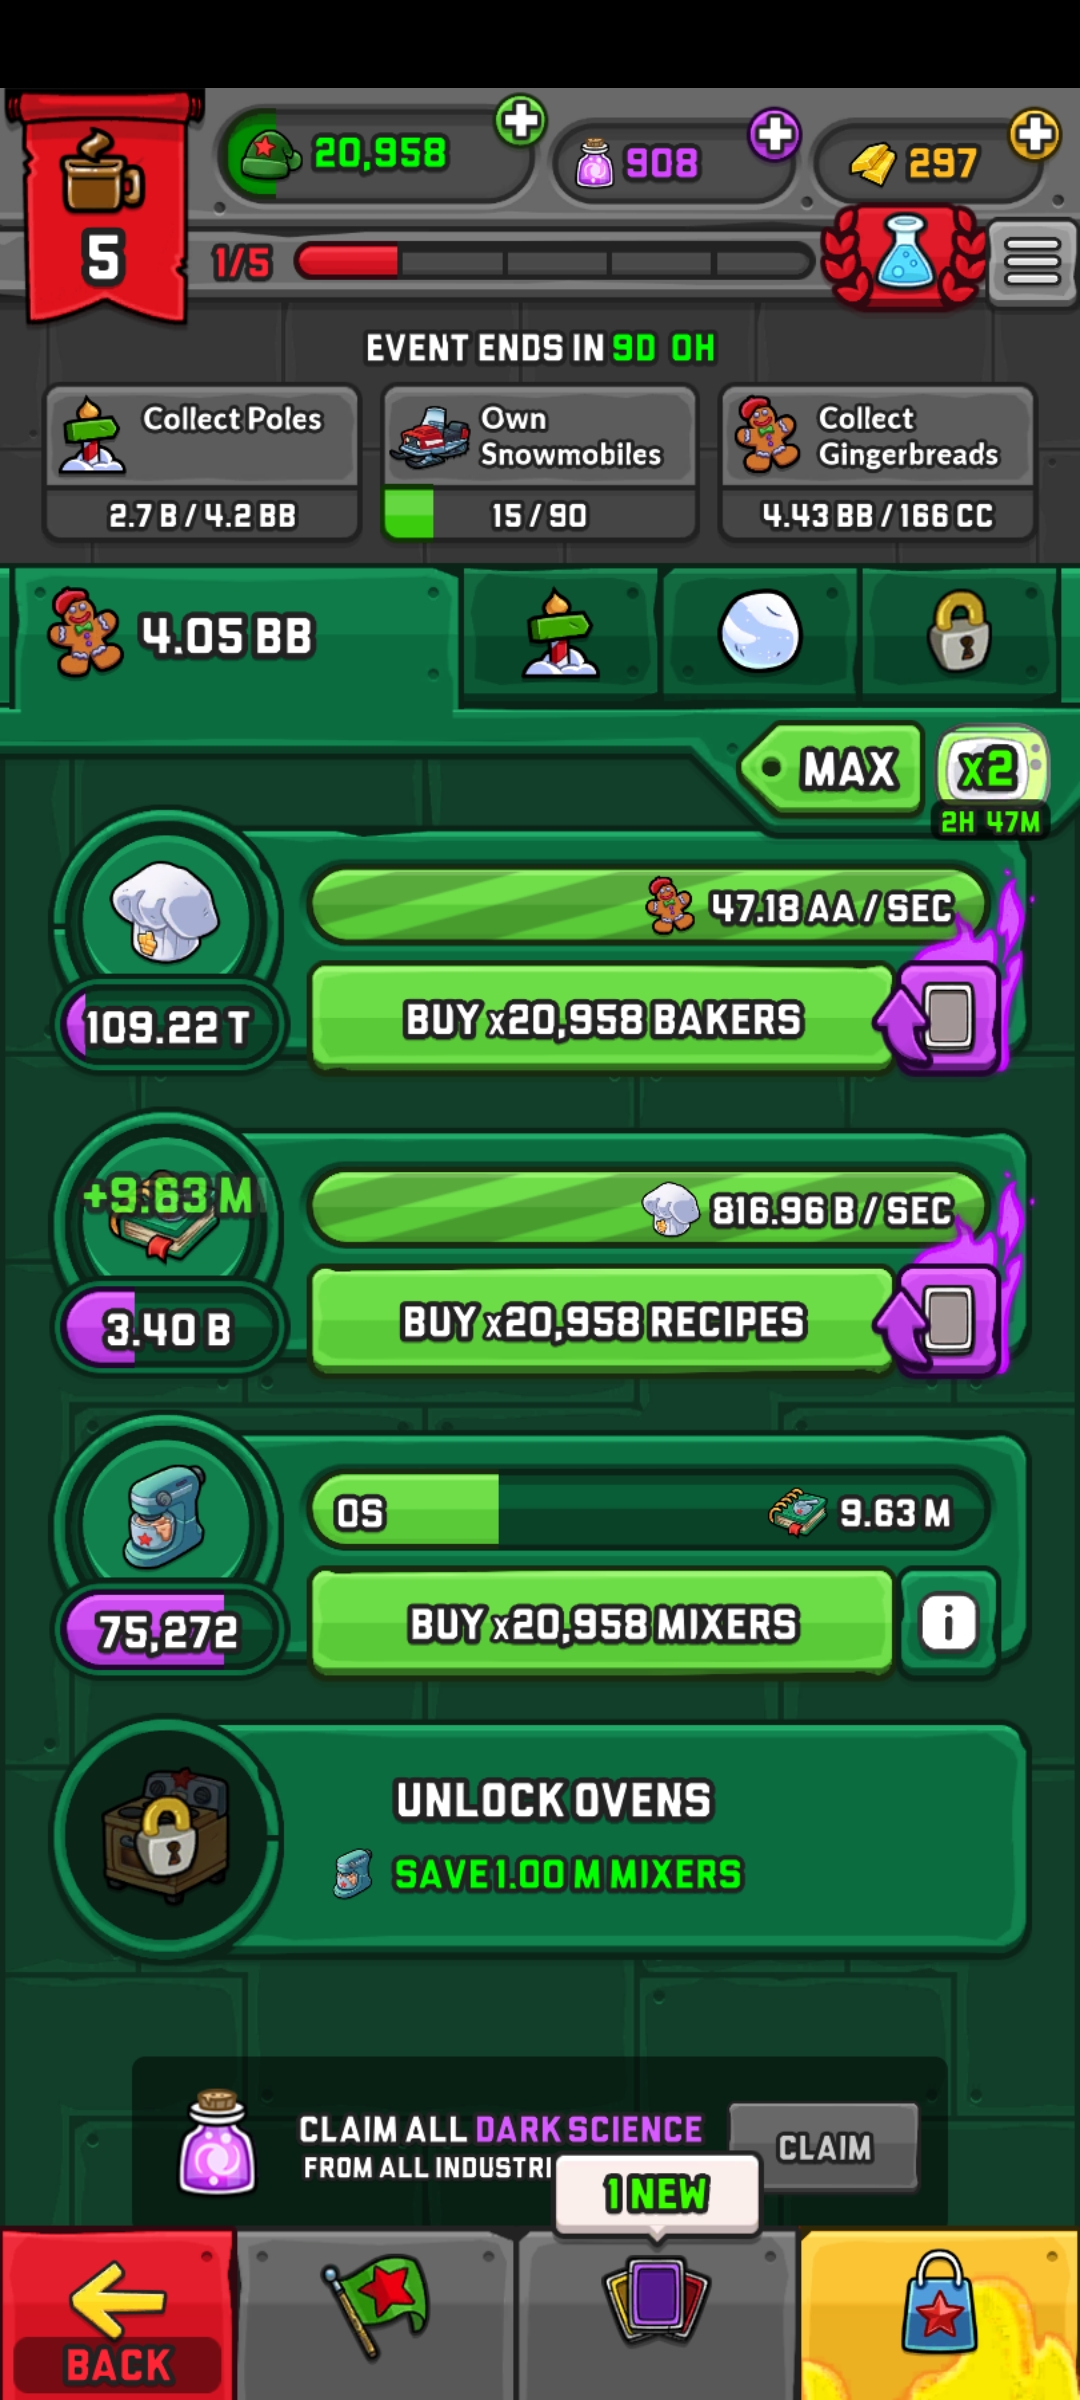 20,958
908
297
5
1/5
EVENT ENDS IN 9D 0H
Collect Poles
2.7 B / 4.2 BB
Own
Snowmobiles
15 / 90
Collect
Gingerbreads
4.43 BB / 166 CC
4.05 BB
MAX
x2
2H 47M
47.18 AA / SEC
109.22 T
BUY x20,958 BAKERS
+9.63 M
816.96 B / SEC
3.40 B
BUY x20,958 RECIPES
0S
9.63 M
75,272
BUY x20,958 MIXERS
i
UNLOCK OVENS
SAVE 1.00 M MIXERS
CLAIM ALL DARK SCIENCE
FROM ALL INDUSTRI
CLAIM
1 NEW
BACK